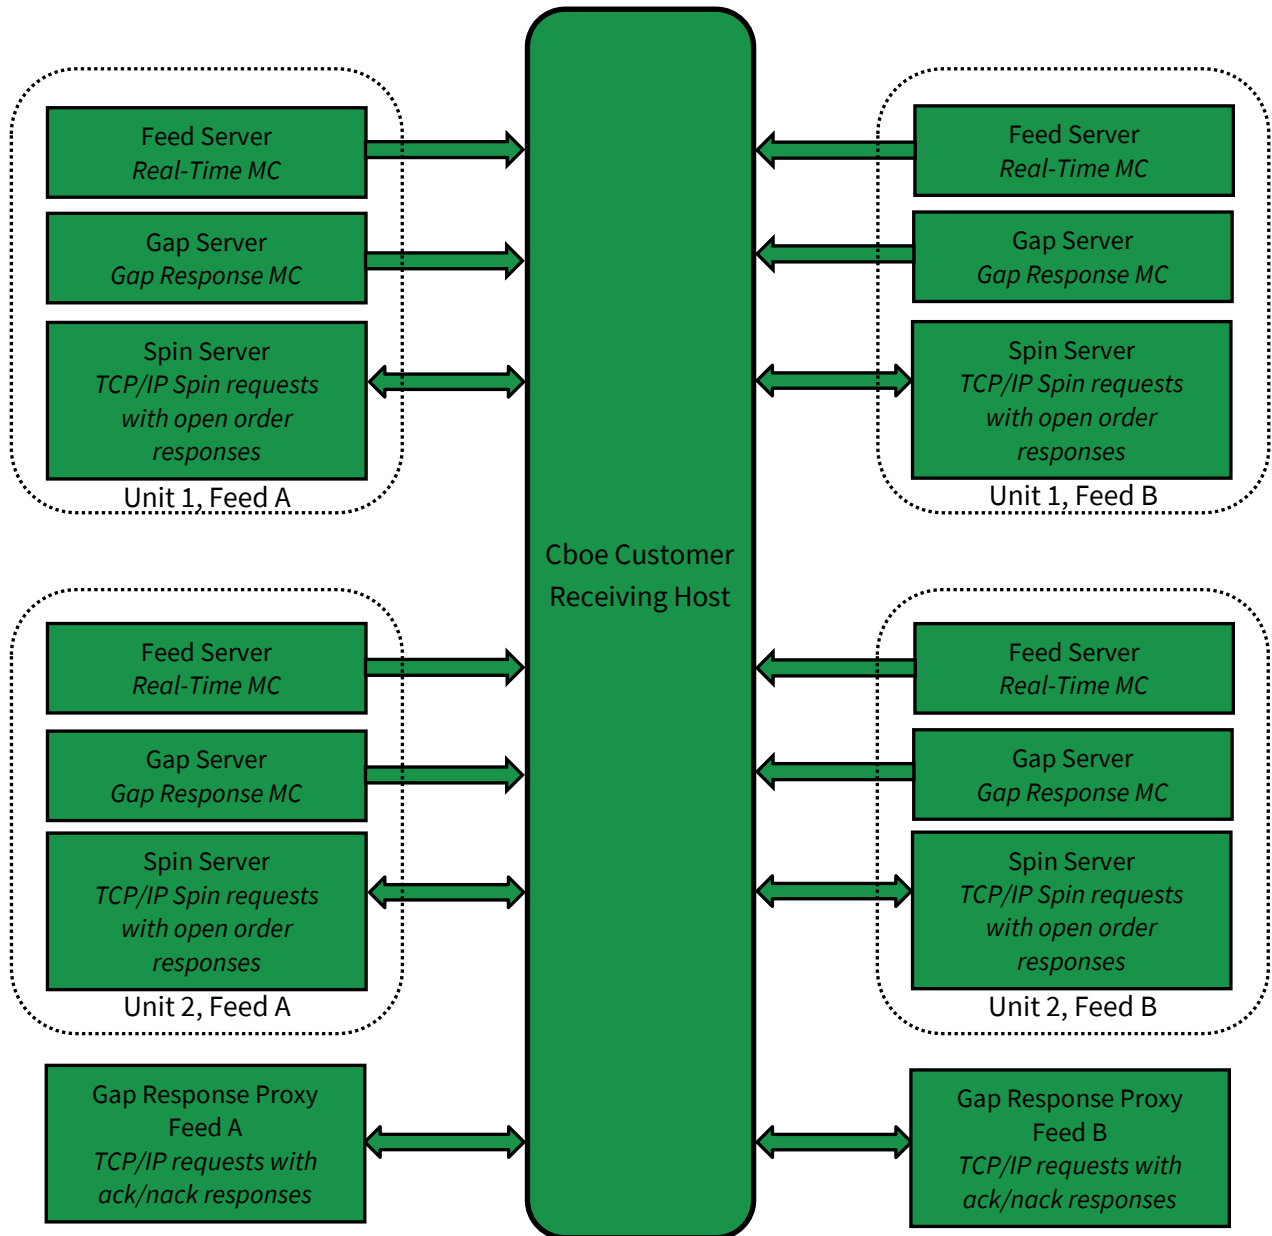 Feed Server
Real-Time MC
Gap Server
Gap Response MC
Spin Server
TCP/IP Spin requests
with open order
responses
Unit 1, Feed A
Feed Server
Real-Time MC
Gap Server
Gap Response MC
Spin Server
TCP/IP Spin requests
with open order
responses
Unit 1, Feed B
Cboe Customer
Receiving Host
Feed Server
Real-Time MC
Gap Server
Gap Response MC
Spin Server
TCP/IP Spin requests
with open order
responses
Unit 2, Feed A
Feed Server
Real-Time MC
Gap Server
Gap Response MC
Spin Server
TCP/IP Spin requests
with open order
responses
Unit 2, Feed B
Gap Response Proxy
Feed A
TCP/IP requests with
ack/nack responses
Gap Response Proxy
Feed B
TCP/IP requests with
ack/nack responses